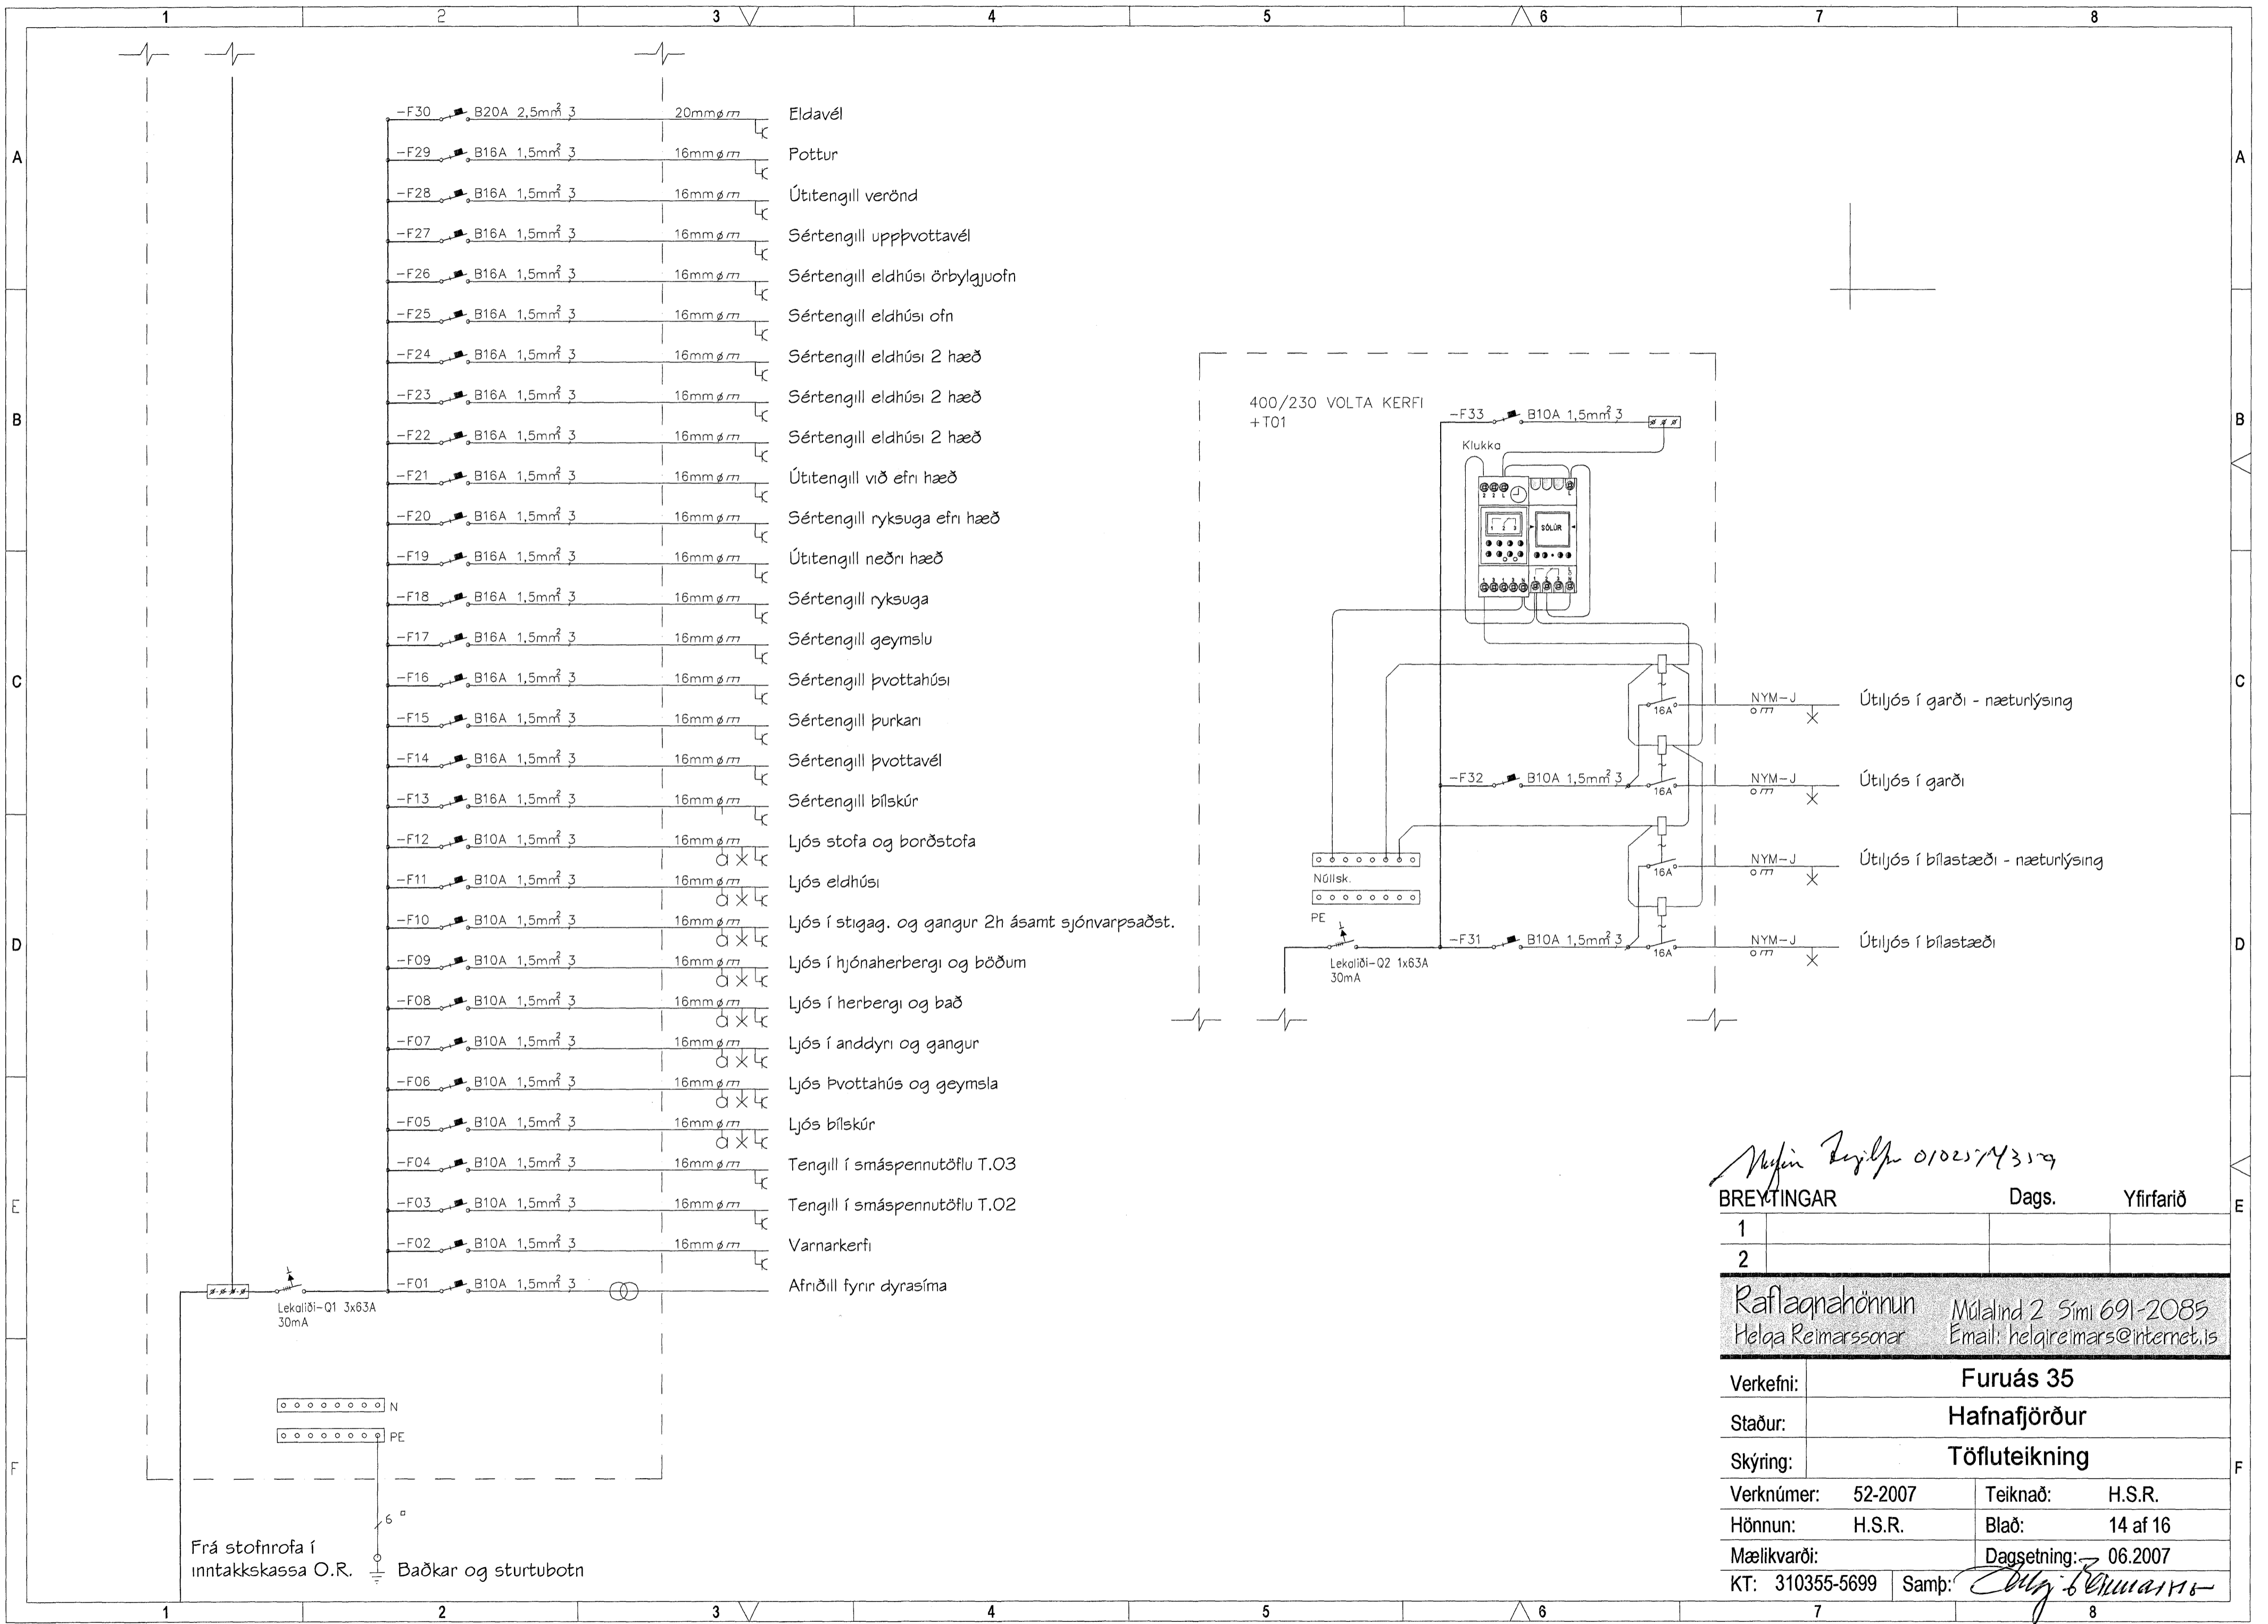 1 2 3 4 5 6 7 8
A
B
C
D
E
F
-F30 B20A 2,5mm² 3 20mmø Eldavél
-F29 B16A 1,5mm² 3 16mmø Pottur
-F28 B16A 1,5mm² 3 16mmø Útitengill verönd
-F27 B16A 1,5mm² 3 16mmø Sértengill uppþvottavél
-F26 B16A 1,5mm² 3 16mmø Sértengill eldhúsi örbylgjuofn
-F25 B16A 1,5mm² 3 16mmø Sértengill eldhúsi ofn
-F24 B16A 1,5mm² 3 16mmø Sértengill eldhúsi 2 hæð
-F23 B16A 1,5mm² 3 16mmø Sértengill eldhúsi 2 hæð
-F22 B16A 1,5mm² 3 16mmø Sértengill eldhúsi 2 hæð
-F21 B16A 1,5mm² 3 16mmø Útitengill við efri hæð
-F20 B16A 1,5mm² 3 16mmø Sértengill ryksuga efri hæð
-F19 B16A 1,5mm² 3 16mmø Útitengill neðri hæð
-F18 B16A 1,5mm² 3 16mmø Sértengill ryksuga
-F17 B16A 1,5mm² 3 16mmø Sértengill geymslu
-F16 B16A 1,5mm² 3 16mmø Sértengill þvottahúsi
-F15 B16A 1,5mm² 3 16mmø Sértengill þurkari
-F14 B16A 1,5mm² 3 16mmø Sértengill þvottavél
-F13 B16A 1,5mm² 3 16mmø Sértengill bílskúr
-F12 B10A 1,5mm² 3 16mmø Ljós stofa og borðstofa
-F11 B10A 1,5mm² 3 16mmø Ljós eldhúsi
-F10 B10A 1,5mm² 3 16mmø Ljós í stigag. og gangur 2h ásamt sjónvarpsaðst.
-F09 B10A 1,5mm² 3 16mmø Ljós í hjónaherbergi og böðum
-F08 B10A 1,5mm² 3 16mmø Ljós í herbergi og bað
-F07 B10A 1,5mm² 3 16mmø Ljós í anddyri og gangur
-F06 B10A 1,5mm² 3 16mmø Ljós Þvottahús og geymsla
-F05 B10A 1,5mm² 3 16mmø Ljós bílskúr
-F04 B10A 1,5mm² 3 16mmø Tengill í smáspennutöflu T.03
-F03 B10A 1,5mm² 3 16mmø Tengill í smáspennutöflu T.02
-F02 B10A 1,5mm² 3 16mmø Varnarkerfi
-F01 B10A 1,5mm² 3 Afriðill fyrir dyrasíma
Lekaliði-Q1 3x63A
30mA
N
PE
6
Frá stofnrofa í
inntakkskassa O.R.
Baðkar og sturtubotn
400/230 VOLTA KERFI
+T01
-F33 B10A 1,5mm² 3
Klukka
2 2 L L
1 2 3
SÓLÚR
16A NYM-J Útiljós í garði - næturlýsing
-F32 B10A 1,5mm² 3 16A NYM-J Útiljós í garði
16A NYM-J Útiljós í bílastæði - næturlýsing
Núllsk.
PE
-F31 B10A 1,5mm² 3 16A NYM-J Útiljós í bílastæði
Lekaliði-Q2 1x63A
30mA
BREYTINGAR Dags. Yfirfarið
1
2
Raflagnahönnun Múlalind 2 Sími 691-2085
Helga Reimarssonar Email: helgireimars@internet.is
Verkefni: Furuás 35
Staður: Hafnafjörður
Skýring: Töfluteikning
Verknúmer: 52-2007 Teiknað: H.S.R.
Hönnun: H.S.R. Blað: 14 af 16
Mælikvarði: Dagsetning: 06.2007
KT: 310355-5699 Samþ:
1 2 3 4 5 6 7 8